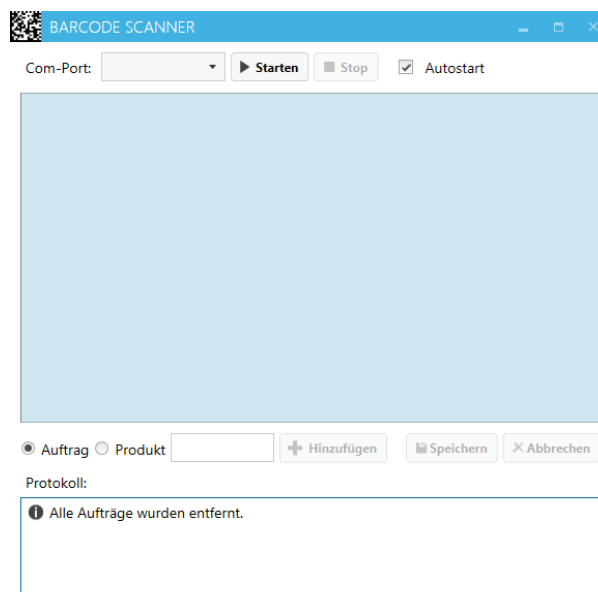 BARCODE SCANNER
Com-Port: Starten Stop Autostart
Auftrag Produkt Hinzufügen Speichern Abbrechen
Protokoll:
Alle Aufträge wurden entfernt.